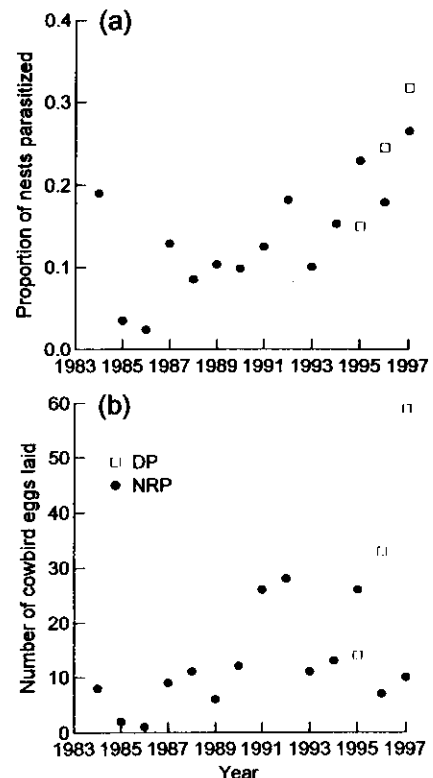 (a)
Proportion of nests parasitized
0.4
0.3
0.2
0.1
0.0
1983 1985 1987 1989 1991 1993 1995 1997
(b)
Number of cowbird eggs laid
60
50
40
30
20
10
0
DP
NRP
1983 1985 1987 1989 1991 1993 1995 1997
Year